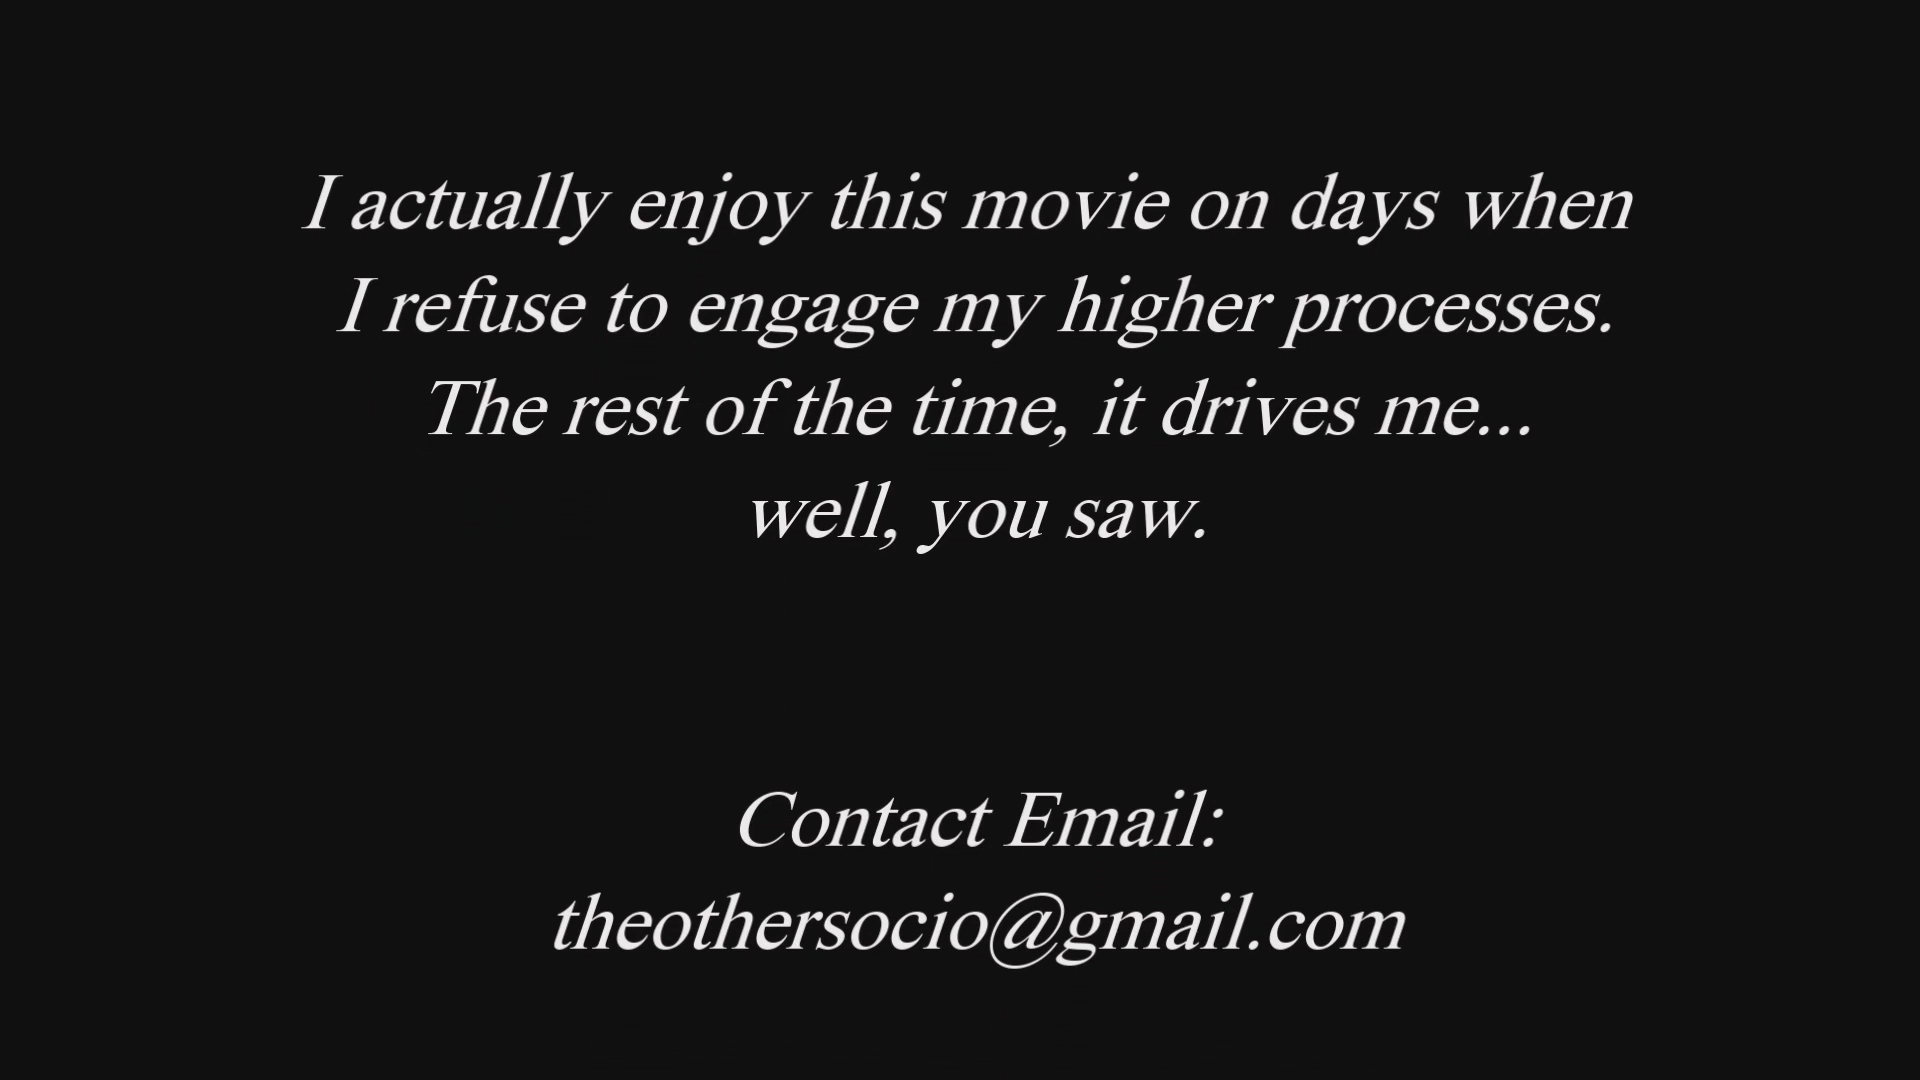 I actually enjoy this movie on days when
I refuse to engage my higher processes.
The rest of the time, it drives me...
well, you saw.
Contact Email:
theothersocio@gmail.com